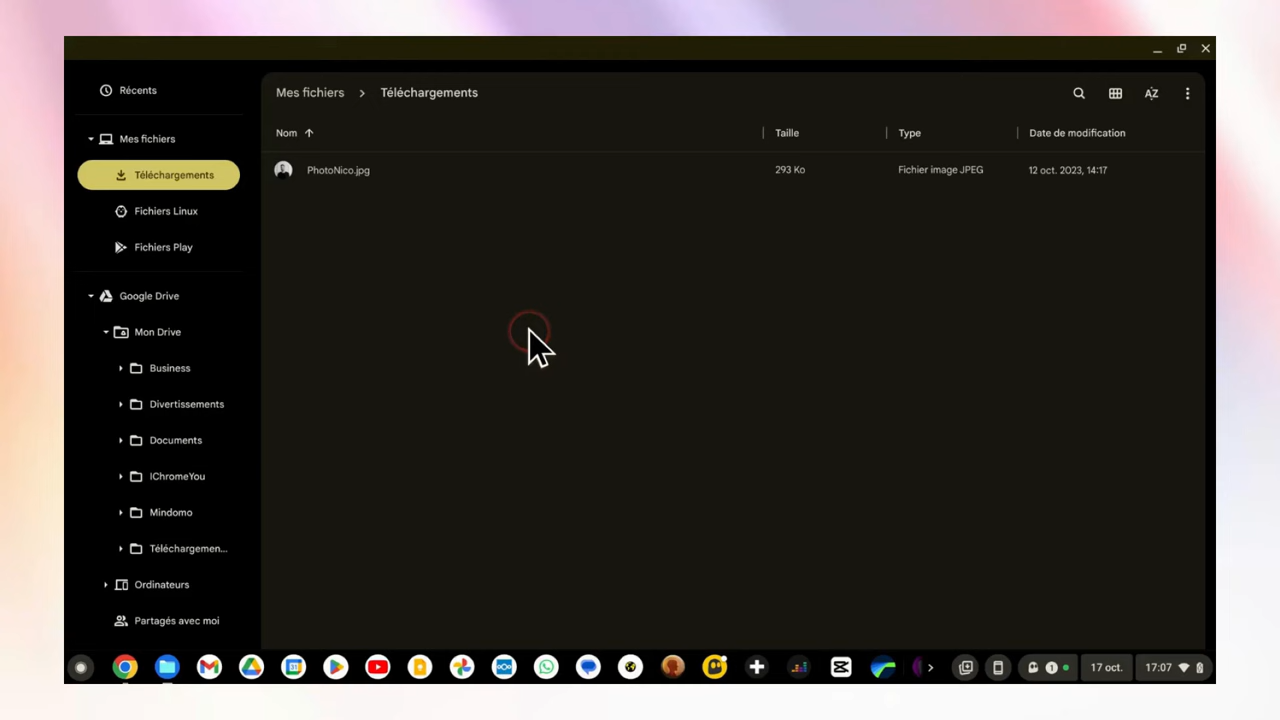 Récents
Mes fichiers
Téléchargements
Fichiers Linux
Fichiers Play
Google Drive
Mon Drive
Business
Divertissements
Documents
IChromeYou
Mindomo
Téléchargemen...
Ordinateurs
Partagés avec moi
Mes fichiers > Téléchargements
AZ
Nom Taille Type Date de modification
PhotoNico.jpg 293 Ko Fichier image JPEG 12 oct. 2023, 14:17
1 17 oct. 17:07